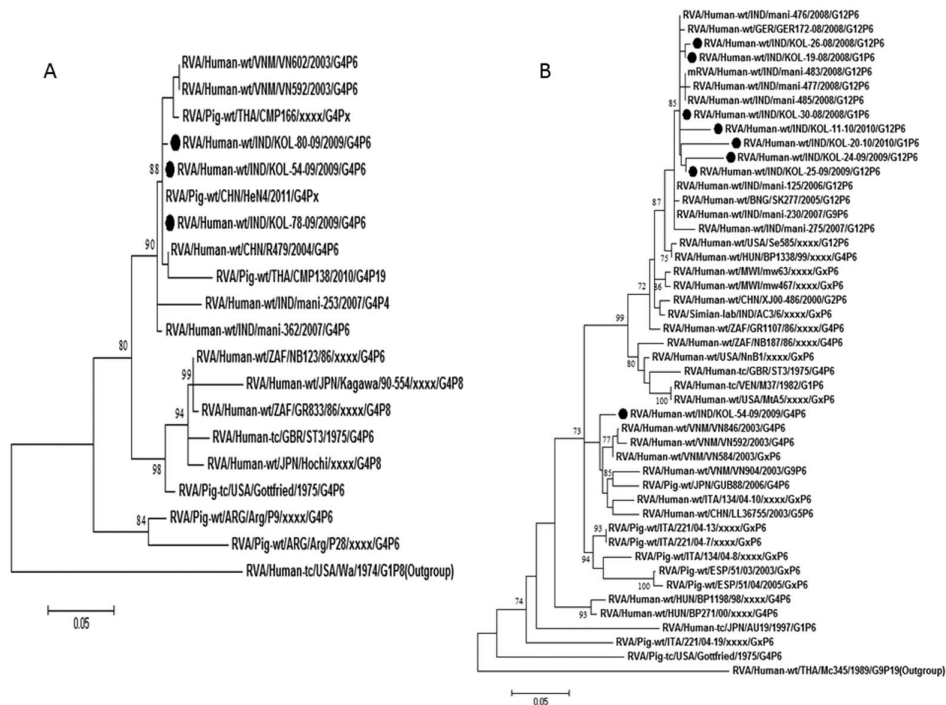 A
RVA/Human-wt/VNM/VN602/2003/G4P6
RVA/Human-wt/VNM/VN592/2003/G4P6
RVA/Pig-wt/THA/CMP166/xxxx/G4Px
RVA/Human-wt/IND/KOL-80-09/2009/G4P6
88
RVA/Human-wt/IND/KOL-54-09/2009/G4P6
RVA/Pig-wt/CHN/HeN4/2011/G4Px
RVA/Human-wt/IND/KOL-78-09/2009/G4P6
90
RVA/Human-wt/CHN/R479/2004/G4P6
RVA/Pig-wt/THA/CMP138/2010/G4P19
RVA/Human-wt/IND/mani-253/2007/G4P4
RVA/Human-wt/IND/mani-362/2007/G4P6
80
RVA/Human-wt/ZAF/NB123/86/xxxx/G4P6
99
RVA/Human-wt/JPN/Kagawa/90-554/xxxx/G4P8
94
RVA/Human-wt/ZAF/GR833/86/xxxx/G4P8
RVA/Human-tc/GBR/ST3/1975/G4P6
RVA/Human-wt/JPN/Hochi/xxxx/G4P8
98
RVA/Pig-tc/USA/Gottfried/1975/G4P6
84
RVA/Pig-wt/ARG/Arg/P9/xxxx/G4P6
RVA/Pig-wt/ARG/Arg/P28/xxxx/G4P6
RVA/Human-tc/USA/Wa/1974/G1P8(Outgroup)
0.05
B
RVA/Human-wt/IND/mani-476/2008/G12P6
RVA/Human-wt/GER/GER172-08/2008/G12P6
RVA/Human-wt/IND/KOL-26-08/2008/G12P6
RVA/Human-wt/IND/KOL-19-08/2008/G1P6
mRVA/Human-wt/IND/mani-483/2008/G12P6
RVA/Human-wt/IND/mani-477/2008/G12P6
RVA/Human-wt/IND/mani-485/2008/G12P6
85
RVA/Human-wt/IND/KOL-30-08/2008/G1P6
RVA/Human-wt/IND/KOL-11-10/2010/G12P6
RVA/Human-wt/IND/KOL-20-10/2010/G1P6
RVA/Human-wt/IND/KOL-24-09/2009/G12P6
RVA/Human-wt/IND/KOL-25-09/2009/G12P6
RVA/Human-wt/IND/mani-125/2006/G12P6
87
RVA/Human-wt/BNG/SK277/2005/G12P6
RVA/Human-wt/IND/mani-230/2007/G9P6
RVA/Human-wt/IND/mani-275/2007/G12P6
RVA/Human-wt/USA/Se585/xxxx/G12P6
75
RVA/Human-wt/HUN/BP1338/99/xxxx/G4P6
RVA/Human-wt/MWI/mw63/xxxx/GxP6
86
RVA/Human-wt/MWI/mw467/xxxx/GxP6
72
RVA/Human-wt/CHN/XJ00-486/2000/G2P6
RVA/Simian-lab/IND/AC3/6/xxxx/GxP6
99
RVA/Human-wt/ZAF/GR1107/86/xxxx/G4P6
RVA/Human-wt/ZAF/NB187/86/xxxx/G4P6
80
RVA/Human-wt/USA/NnB1/xxxx/GxP6
RVA/Human-tc/GBR/ST3/1975/G4P6
RVA/Human-tc/VEN/M37/1982/G1P6
100
RVA/Human-wt/USA/MtA5/xxxx/GxP6
RVA/Human-wt/IND/KOL-54-09/2009/G4P6
73
RVA/Human-wt/VNM/VN846/2003/G4P6
77
RVA/Human-wt/VNM/VN592/2003/G4P6
RVA/Human-wt/VNM/VN584/2003/GxP6
RVA/Human-wt/VNM/VN904/2003/G9P6
85
RVA/Pig-wt/JPN/GUB88/2006/G4P6
RVA/Human-wt/ITA/134/04-10/xxxx/GxP6
RVA/Human-wt/CHN/LL36755/2003/G5P6
93
RVA/Pig-wt/ITA/221/04-13/xxxx/GxP6
RVA/Pig-wt/ITA/221/04-7/xxxx/GxP6
94
RVA/Pig-wt/ITA/134/04-8/xxxx/GxP6
RVA/Pig-wt/ESP/51/03/2003/GxP6
100
RVA/Pig-wt/ESP/51/04/2005/GxP6
74
RVA/Human-wt/HUN/BP1198/98/xxxx/G4P6
93
RVA/Human-wt/HUN/BP271/00/xxxx/G4P6
RVA/Human-tc/JPN/AU19/1997/G1P6
RVA/Pig-wt/ITA/221/04-19/xxxx/GxP6
RVA/Pig-tc/USA/Gottfried/1975/G4P6
RVA/Human-wt/THA/Mc345/1989/G9P19(Outgroup)
0.05